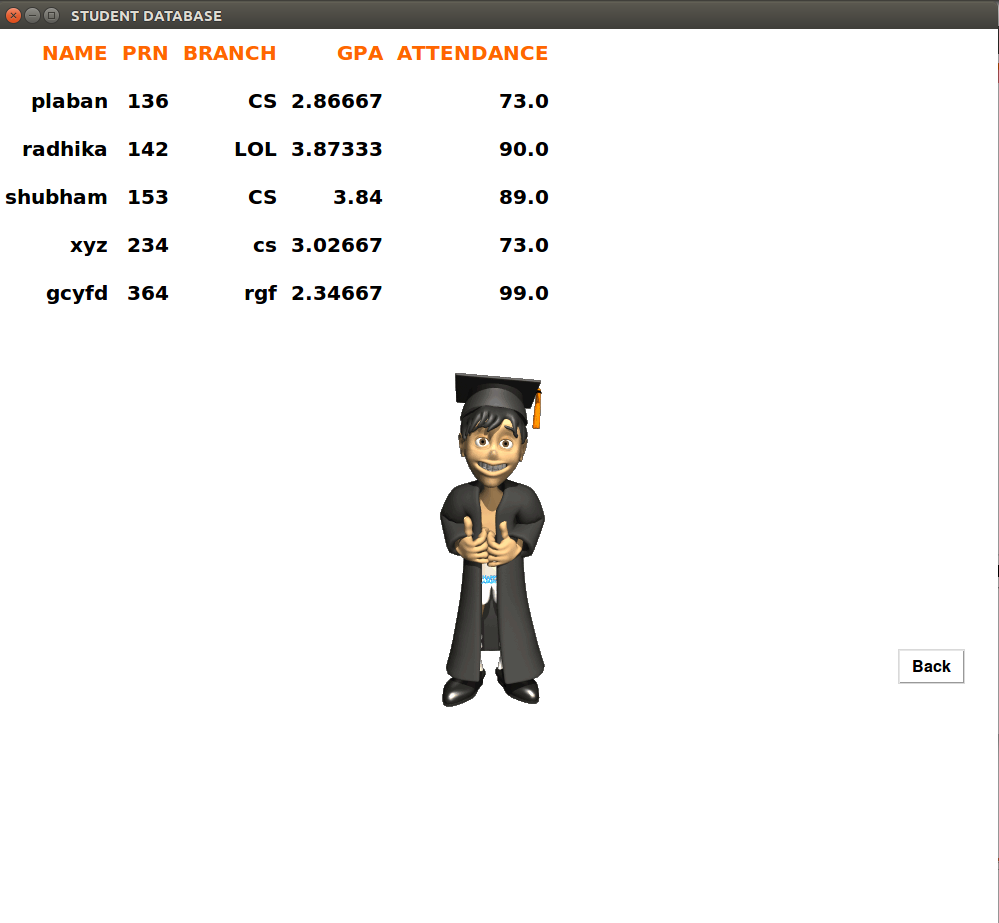 STUDENT DATABASE
NAME PRN BRANCH GPA ATTENDANCE
plaban 136 CS 2.86667 73.0
radhika 142 LOL 3.87333 90.0
shubham 153 CS 3.84 89.0
xyz 234 cs 3.02667 73.0
gcyfd 364 rgf 2.34667 99.0
Back